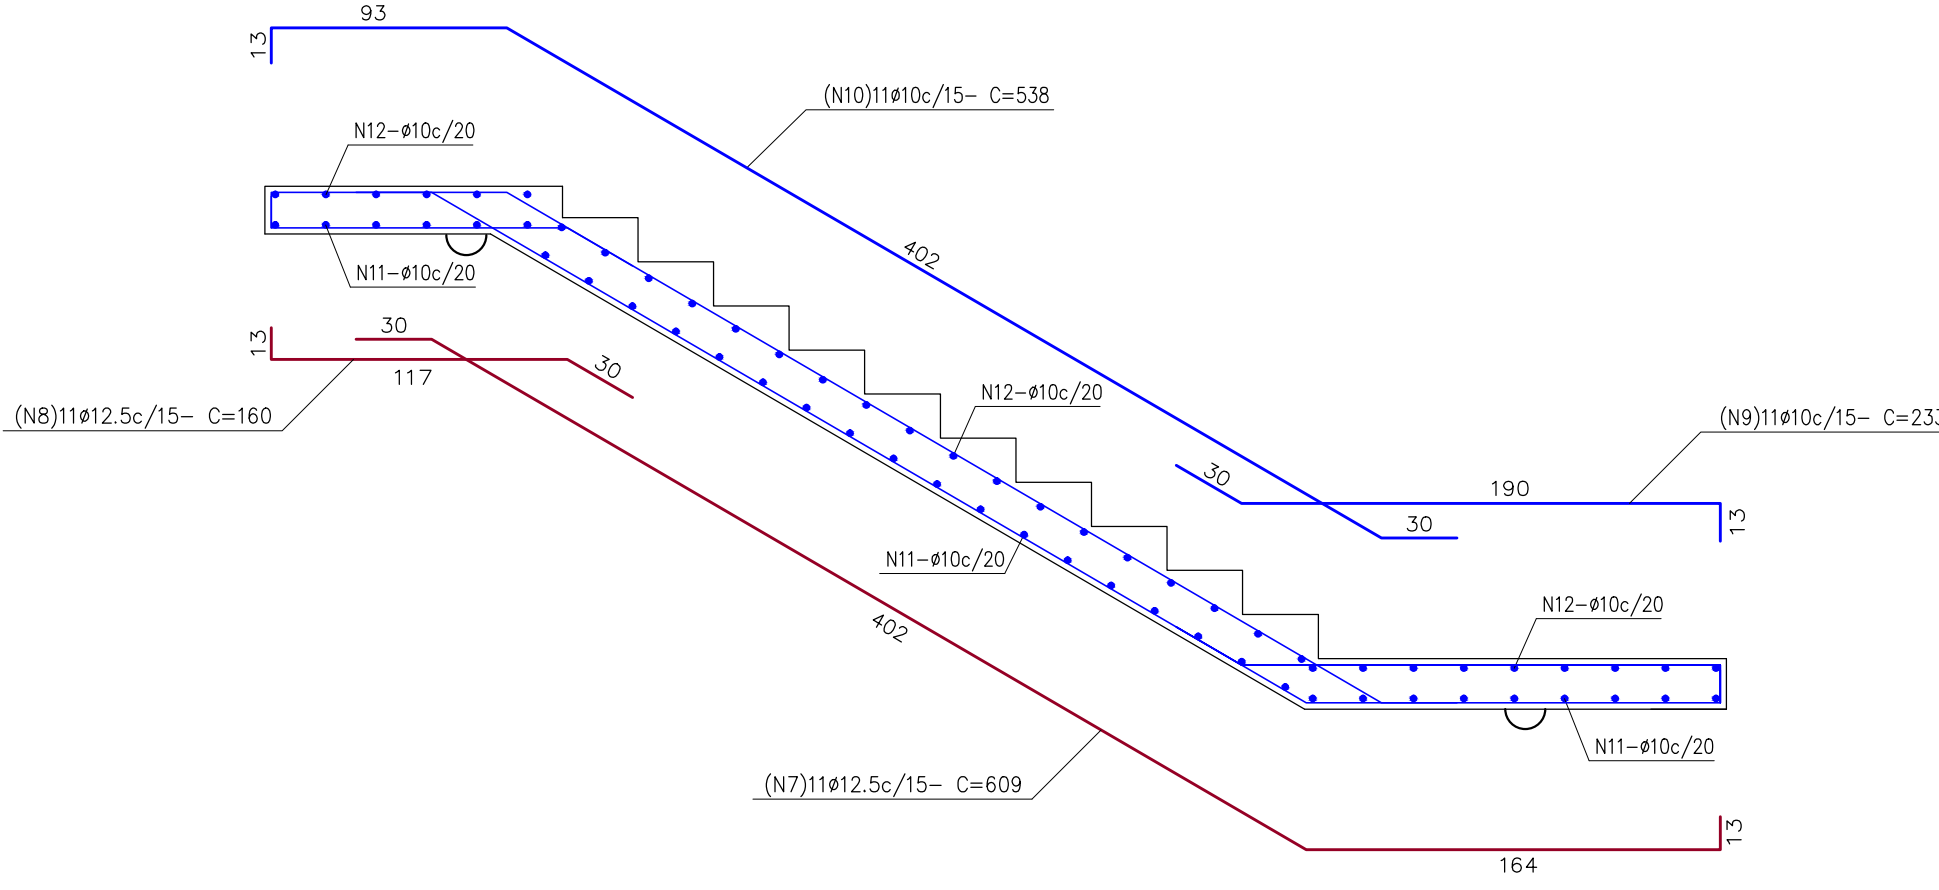 93
13
(N10)11ø10c/15- C=538
N12-ø10c/20
402
N11-ø10c/20
13
30
30
117
N12-ø10c/20
(N8)11ø12.5c/15- C=160
(N9)11ø10c/15- C=233
30
190
13
30
N11-ø10c/20
N12-ø10c/20
402
N11-ø10c/20
(N7)11ø12.5c/15- C=609
13
164